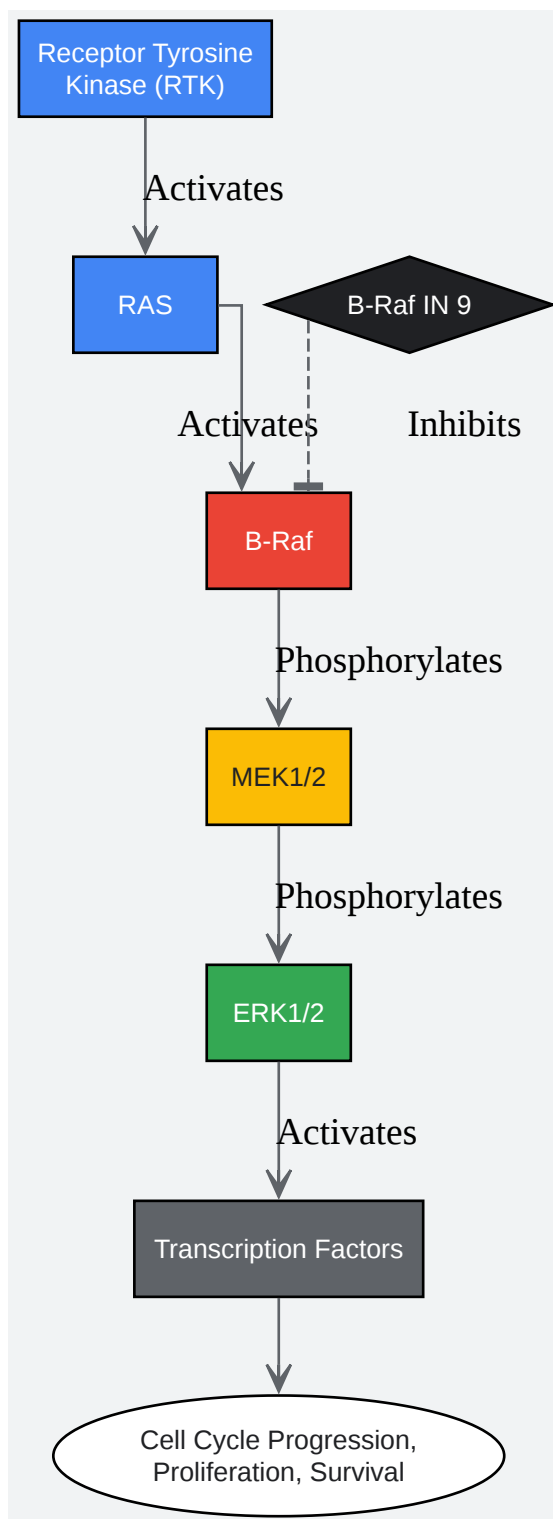 Receptor Tyrosine
Kinase (RTK)
Activates
RAS
B-Raf IN 9
Activates
Inhibits
B-Raf
Phosphorylates
MEK1/2
Phosphorylates
ERK1/2
Activates
Transcription Factors
Cell Cycle Progression,
Proliferation, Survival